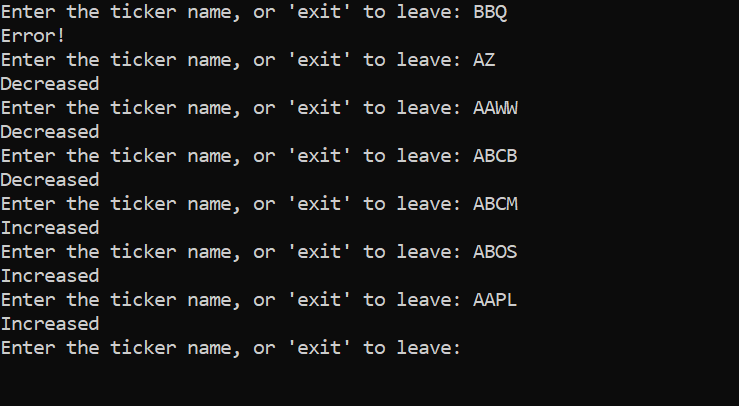 Enter the ticker name, or 'exit' to leave: BBQ
Error!
Enter the ticker name, or 'exit' to leave: AZ
Decreased
Enter the ticker name, or 'exit' to leave: AAWW
Decreased
Enter the ticker name, or 'exit' to leave: ABCB
Decreased
Enter the ticker name, or 'exit' to leave: ABCM
Increased
Enter the ticker name, or 'exit' to leave: ABOS
Increased
Enter the ticker name, or 'exit' to leave: AAPL
Increased
Enter the ticker name, or 'exit' to leave: